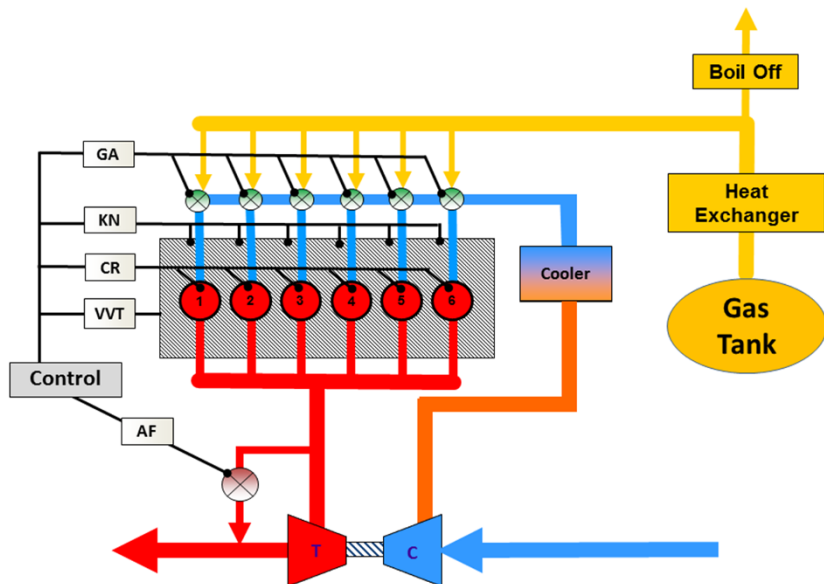 Boil Off
GA
Heat
Exchanger
KN
CR
Cooler
1 2 3 4 5 6
VVT
Gas
Tank
Control
AF
T
C